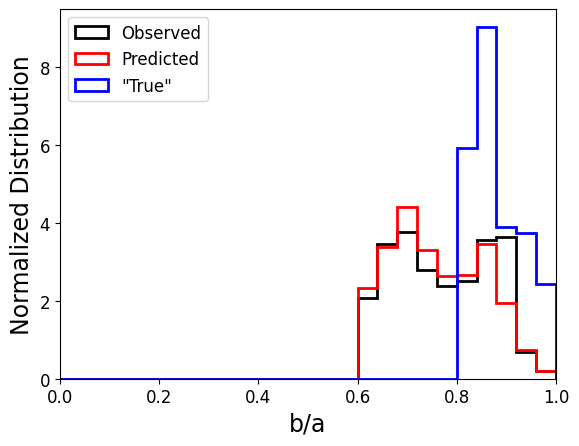 Observed
Predicted
"True"
Normalized Distribution
8
6
4
2
0
0.0 0.2 0.4 0.6 0.8 1.0
b/a